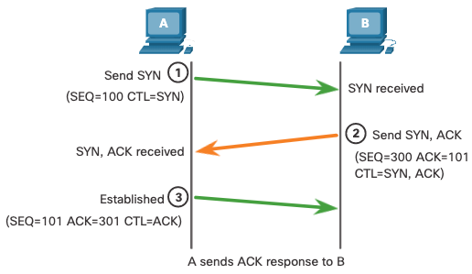 A
B
Send SYN 1
(SEQ=100 CTL=SYN)
SYN received
2 Send SYN, ACK
SYN, ACK received
(SEQ=300 ACK=101
CTL=SYN, ACK)
Established 3
(SEQ=101 ACK=301 CTL=ACK)
A sends ACK response to B